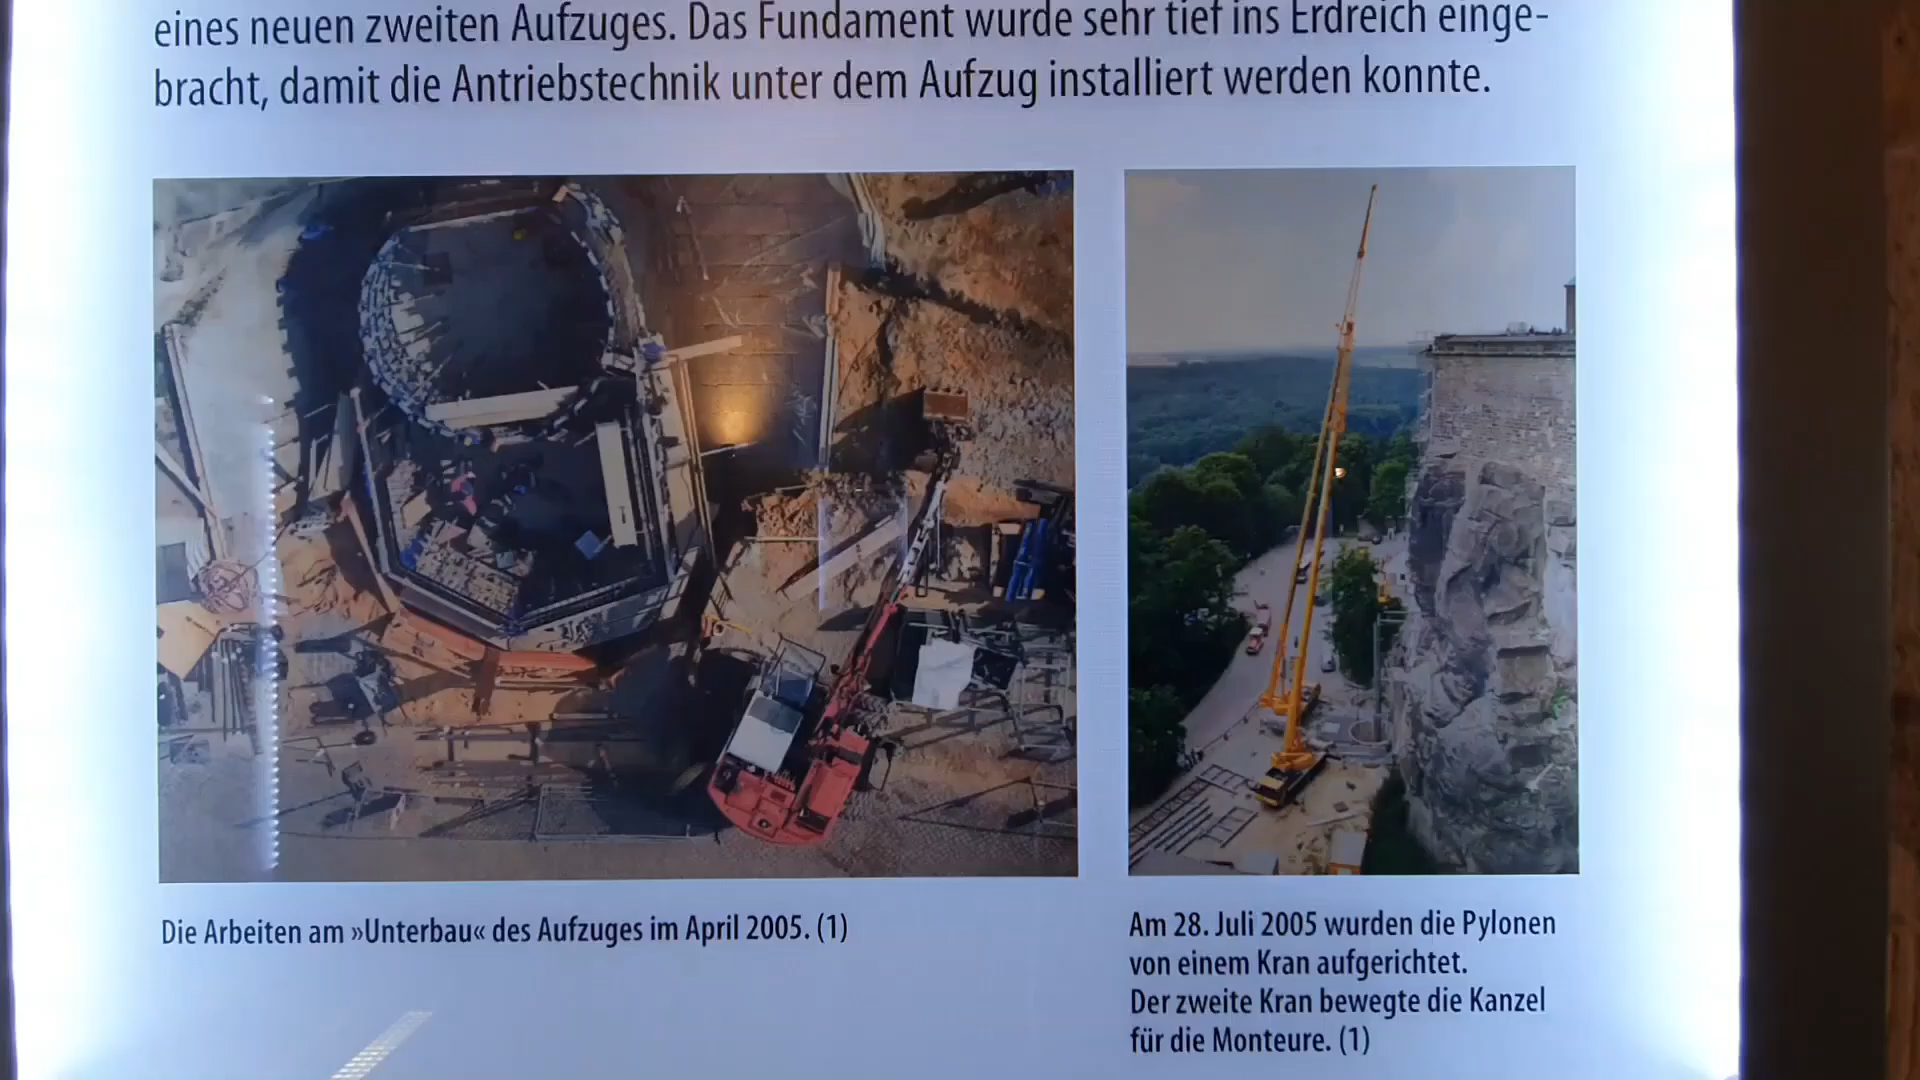 eines neuen zweiten Aufzuges. Das Fundament wurde sehr tief ins Erdreich einge-
bracht, damit die Antriebstechnik unter dem Aufzug installiert werden konnte.
Die Arbeiten am »Unterbau« des Aufzuges im April 2005. (1)
Am 28. Juli 2005 wurden die Pylonen
von einem Kran aufgerichtet.
Der zweite Kran bewegte die Kanzel
für die Monteure. (1)